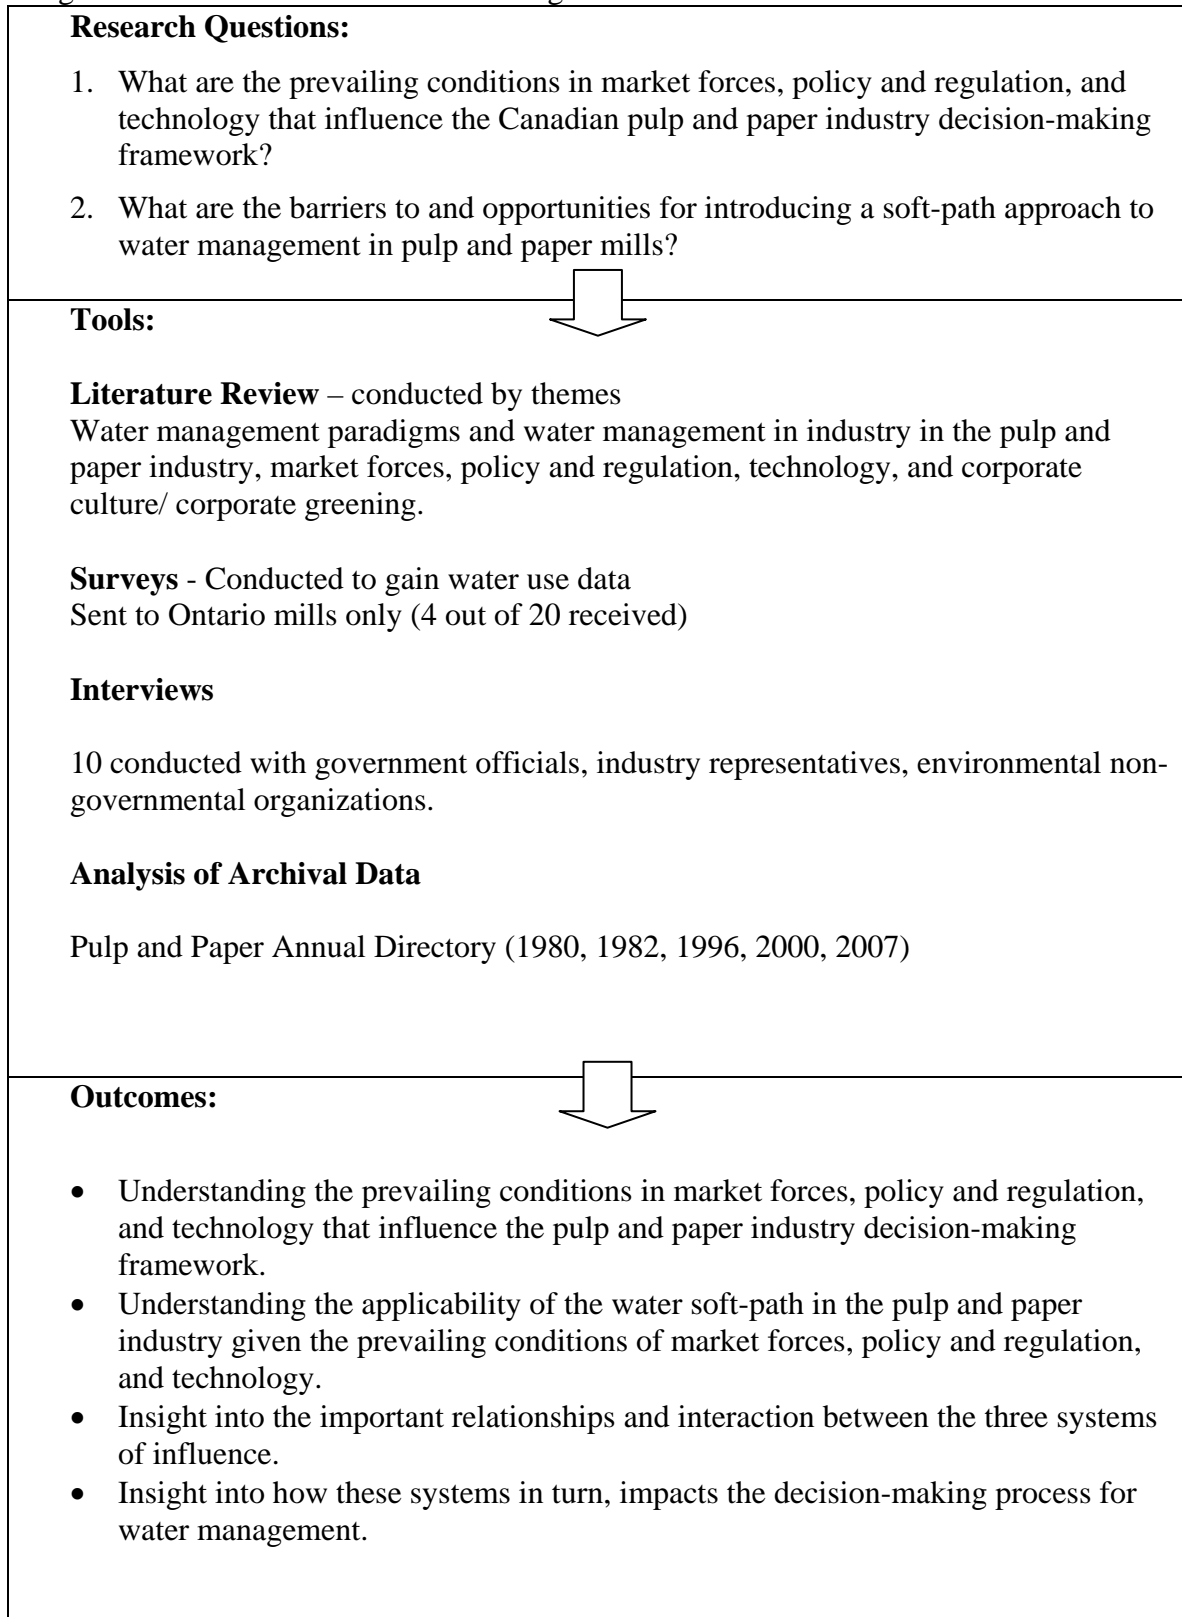 Research Questions:
1. What are the prevailing conditions in market forces, policy and regulation, and
technology that influence the Canadian pulp and paper industry decision-making
framework?
2. What are the barriers to and opportunities for introducing a soft-path approach to
water management in pulp and paper mills?
Tools:
Literature Review – conducted by themes
Water management paradigms and water management in industry in the pulp and
paper industry, market forces, policy and regulation, technology, and corporate
culture/ corporate greening.
Surveys - Conducted to gain water use data
Sent to Ontario mills only (4 out of 20 received)
Interviews
10 conducted with government officials, industry representatives, environmental non-
governmental organizations.
Analysis of Archival Data
Pulp and Paper Annual Directory (1980, 1982, 1996, 2000, 2007)
Outcomes:
• Understanding the prevailing conditions in market forces, policy and regulation,
and technology that influence the pulp and paper industry decision-making
framework.
• Understanding the applicability of the water soft-path in the pulp and paper
industry given the prevailing conditions of market forces, policy and regulation,
and technology.
• Insight into the important relationships and interaction between the three systems
of influence.
• Insight into how these systems in turn, impacts the decision-making process for
water management.